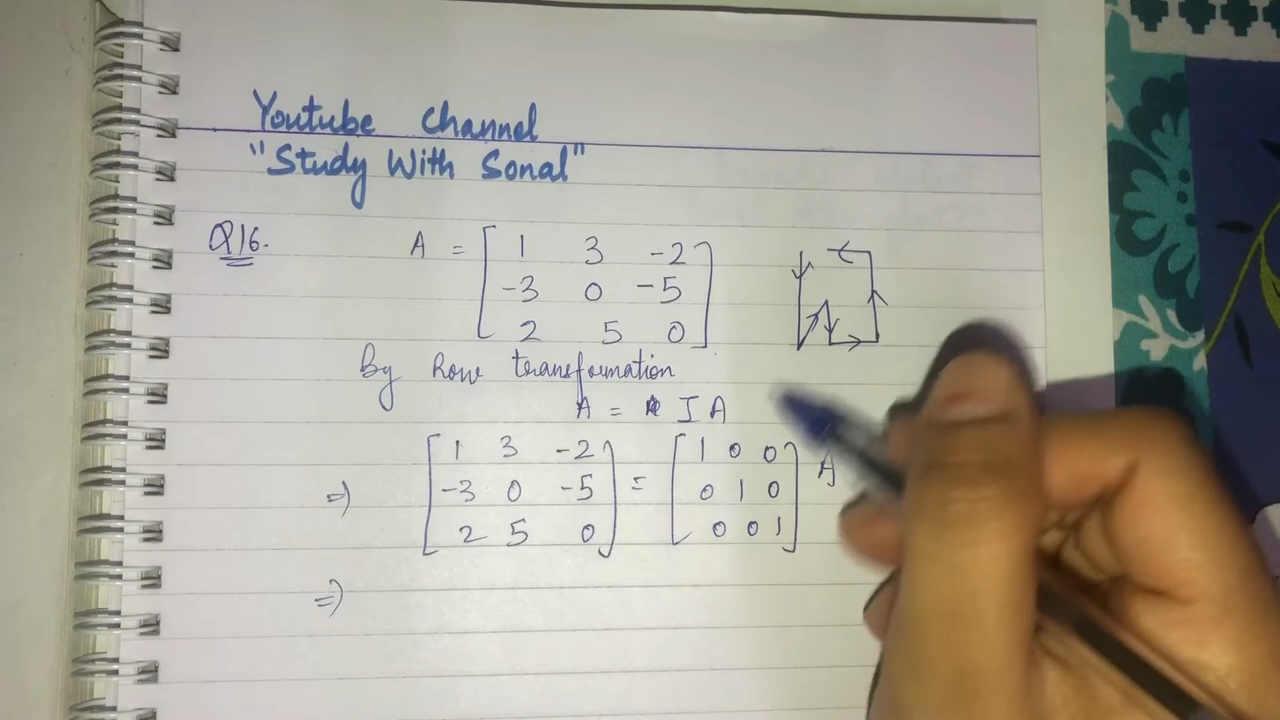 Youtube Channel
"Study With Sonal"
Q16. A = [ 1 3 -2
-3 0 -5
2 5 0 ]
By Row transformation
A = I A
=) [ 1 3 -2 ] = [ 1 0 0 ] A
-3 0 -5 0 1 0
2 5 0 0 0 1
=)